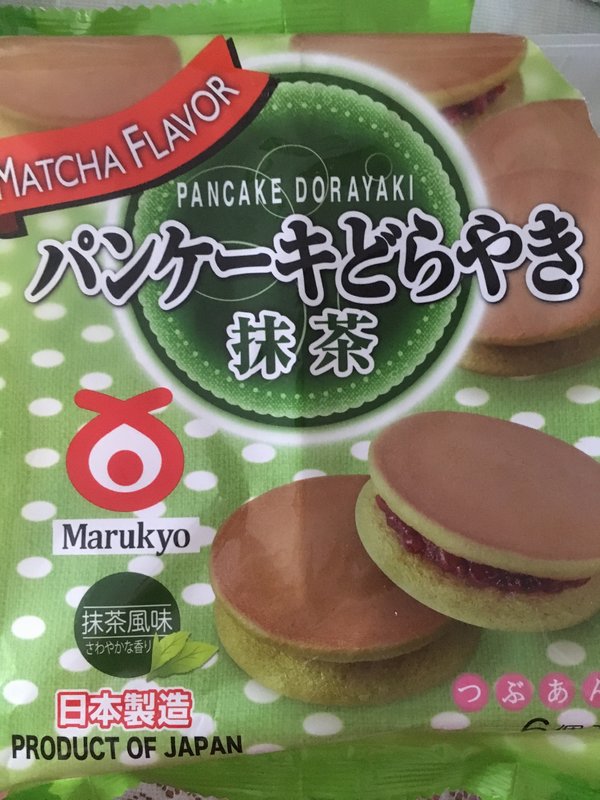 MATCHA FLAVOR
PANCAKE DORAYAKI
パンケーキどらやき
抹茶
Marukyo
抹茶風味
さわやかな香り
つぶあん
日本製造
6個
PRODUCT OF JAPAN